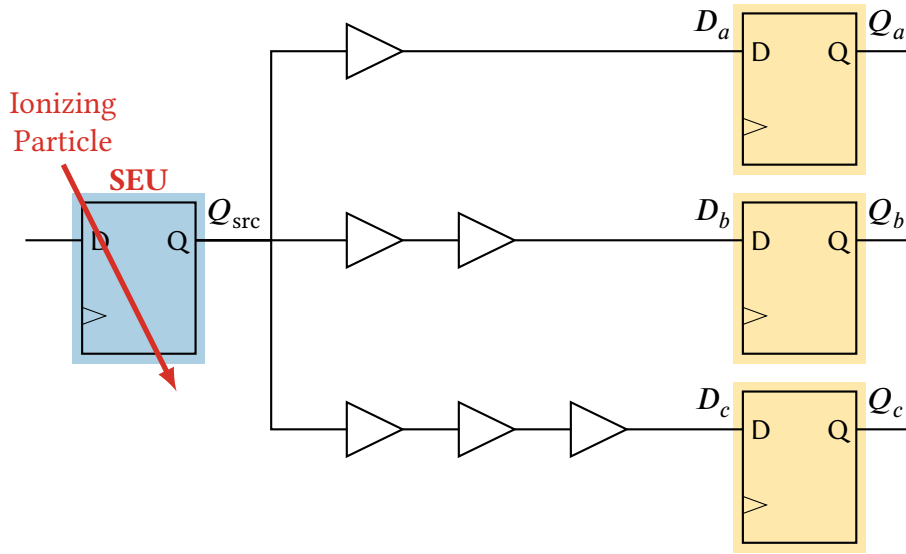 D_a
Q_a
D
Q
Ionizing
Particle
SEU
Q_src
D
Q
D_b
Q_b
D
Q
D_c
Q_c
D
Q